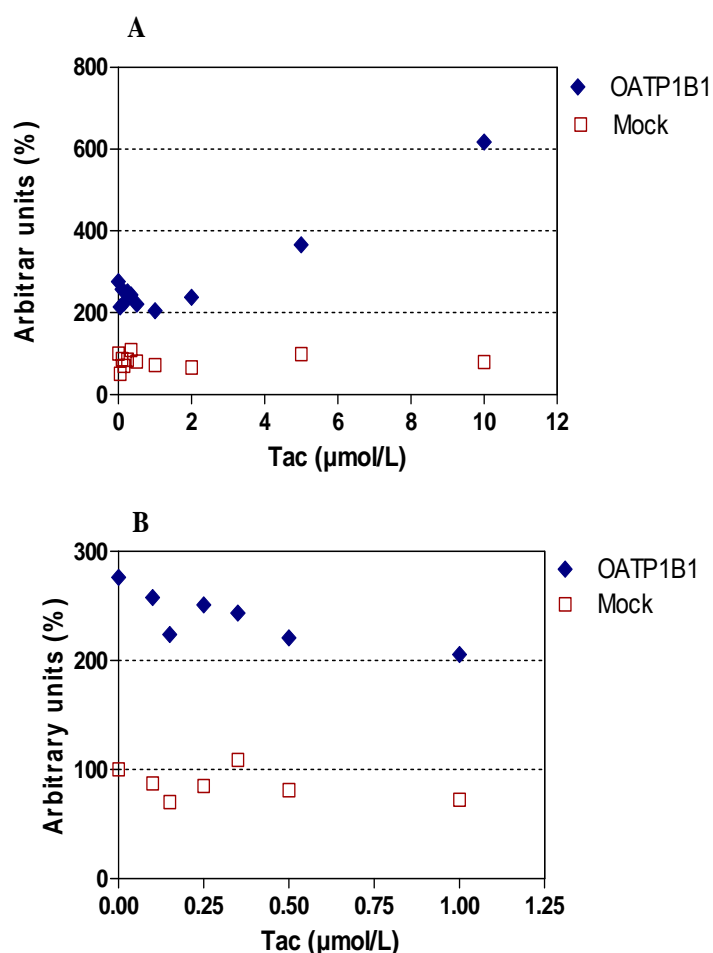 A
800
600
400
200
0
Arbitrar units (%)
0 2 4 6 8 10 12
Tac (µmol/L)
OATP1B1
Mock
B
300
200
100
0
Arbitrary units (%)
0.00 0.25 0.50 0.75 1.00 1.25
Tac (µmol/L)
OATP1B1
Mock